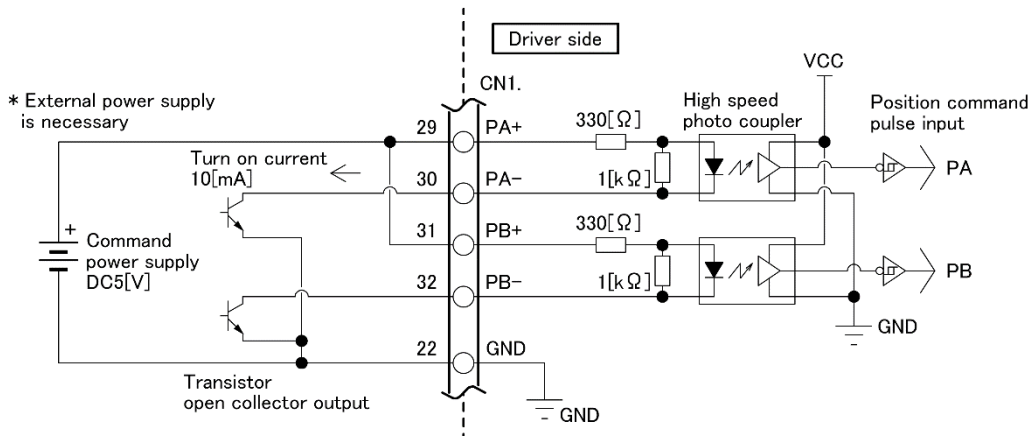 Driver side
VCC
CN1.
* External power supply
is necessary
29
PA+
330[Ω]
High speed
photo coupler
Position command
pulse input
Turn on current
10[mA]
30
PA-
1[kΩ]
PA
31
PB+
330[Ω]
+
Command
power supply
DC5[V]
32
PB-
1[kΩ]
PB
GND
22
GND
Transistor
open collector output
GND